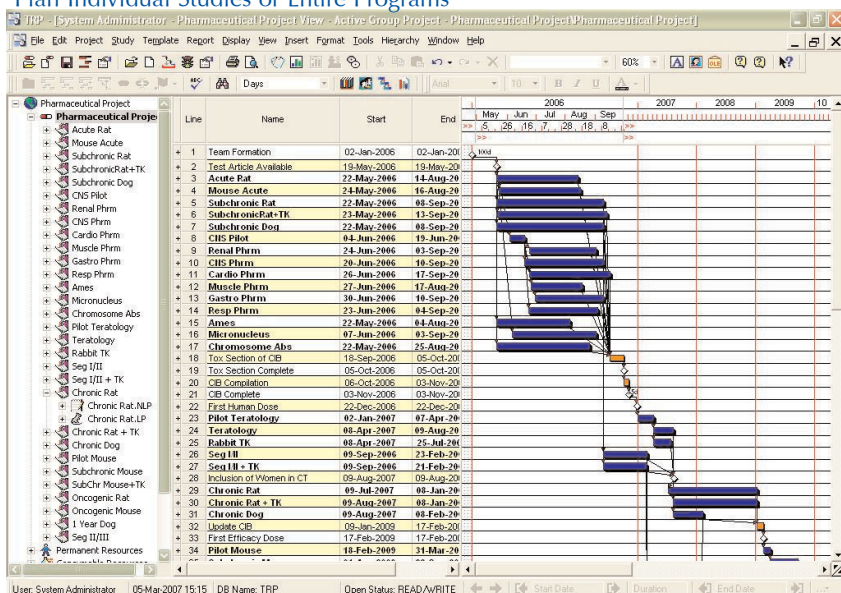 Plan Individual Studies or Entire Programs
TRP - [System Administrator - Pharmaceutical Project View - Active Group Project - Pharmaceutical Project\Pharmaceutical Project]
File Edit Project Study Template Report Display View Insert Format Tools Hierarchy Window Help
60%
Days Arial 10 B I U A
Pharmaceutical Project
Pharmaceutical Proje
Acute Rat
Mouse Acute
Subchronic Rat
SubchronicRat+TK
Subchronic Dog
CNS Pilot
Renal Phrm
CNS Phrm
Cardio Phrm
Muscle Phrm
Gastro Phrm
Resp Phrm
Ames
Micronucleus
Chromosome Abs
Pilot Teratology
Teratology
Rabbit TK
Seg I/II
Seg I/II + TK
Chronic Rat
Chronic Rat.NLP
Chronic Rat.LP
Chronic Rat + TK
Chronic Dog
Pilot Mouse
Subchronic Mouse
SubChr Mouse+TK
Oncogenic Rat
Oncogenic Mouse
1 Year Dog
Seg II/III
Permanent Resources
Line Name Start End
2006 2007 2008 2009 10
May Jun Jul Aug Sep
5 26 16 7 28 18 8
1 Team Formation 02-Jan-2006 02-Jan-200
100d
2 Test Article Available 19-May-2006 19-May-20
3 Acute Rat 22-May-2006 14-Aug-20
4 Mouse Acute 24-May-2006 16-Aug-20
5 Subchronic Rat 22-May-2006 08-Sep-20
6 SubchronicRat+TK 23-May-2006 13-Sep-20
7 Subchronic Dog 22-May-2006 08-Sep-20
8 CNS Pilot 04-Jun-2006 19-Jun-20
9 Renal Phrm 24-Jun-2006 03-Sep-20
10 CNS Phrm 20-Jun-2006 10-Sep-20
11 Cardio Phrm 26-Jun-2006 17-Sep-20
12 Muscle Phrm 27-Jun-2006 17-Aug-20
13 Gastro Phrm 30-Jun-2006 10-Sep-20
14 Resp Phrm 23-Jun-2006 04-Sep-20
15 Ames 22-May-2006 04-Aug-20
16 Micronucleus 07-Jun-2006 03-Sep-20
17 Chromosome Abs 22-May-2006 25-Aug-20
18 Tox Section of CIB 18-Sep-2006 05-Oct-20
19 Tox Section Complete 05-Oct-2006 05-Oct-20
20 CIB Compilation 06-Oct-2006 03-Nov-20
21 CIB Complete 03-Nov-2006 03-Nov-20
22 First Human Dose 22-Dec-2006 22-Dec-20
23 Pilot Teratology 02-Jan-2007 07-Apr-20
24 Teratology 08-Apr-2007 09-Aug-20
25 Rabbit TK 08-Apr-2007 25-Jul-200
26 Seg I/II 09-Sep-2006 23-Feb-20
27 Seg I/II + TK 09-Sep-2006 21-Feb-20
28 Inclusion of Women in CT 09-Aug-2007 09-Aug-20
29 Chronic Rat 09-Jul-2007 08-Jan-20
30 Chronic Rat + TK 09-Aug-2007 08-Jan-20
31 Chronic Dog 09-Aug-2007 08-Feb-20
32 Update CIB 09-Jan-2009 17-Feb-20
33 First Efficacy Dose 17-Feb-2009 17-Feb-20
34 Pilot Mouse 18-Feb-2009 31-Mar-20
User: System Administrator 05-Mar-2007 15:15 DB Name: TRP Open Status: READ/WRITE Start Date Duration End Date